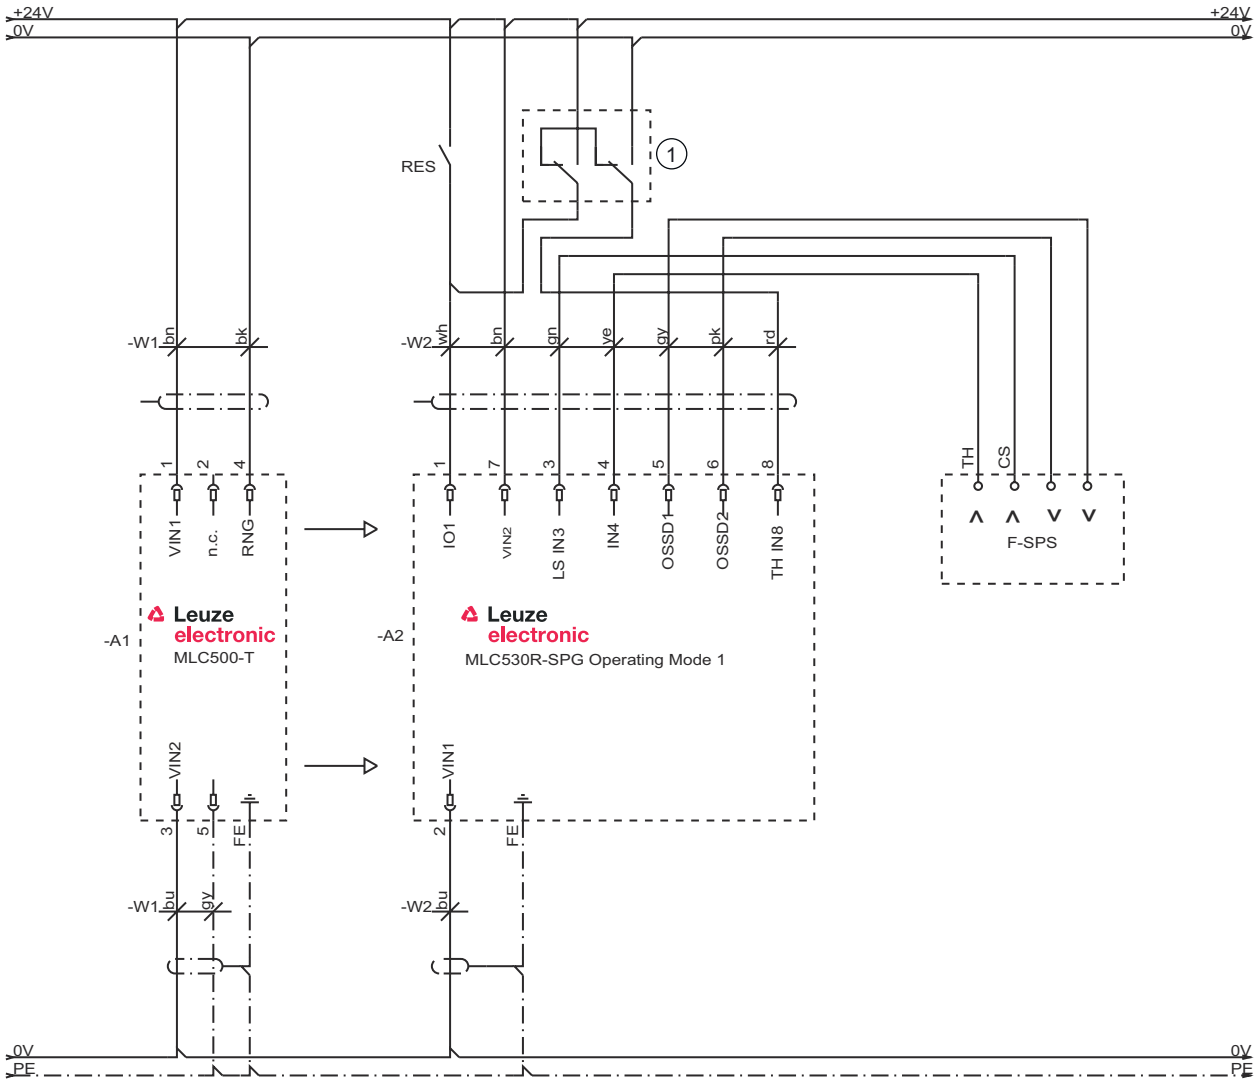 +24V +24V
0V 0V
1
RES
-W1 bn bk -W2 wh bn gn ye gy pk rd
TH CS
1 2 4 1 7 3 4 5 6 8
VIN1 n.c. RNG IO1 VIN2 LS IN3 IN4 OSSD1 OSSD2 TH IN8
F-SPS
Leuze Leuze
electronic electronic
-A1 -A2
MLC500-T MLC530R-SPG Operating Mode 1
VIN2 VIN1
3 5 FE 2 FE
-W1 bu gy -W2 bu
0V 0V
PE PE